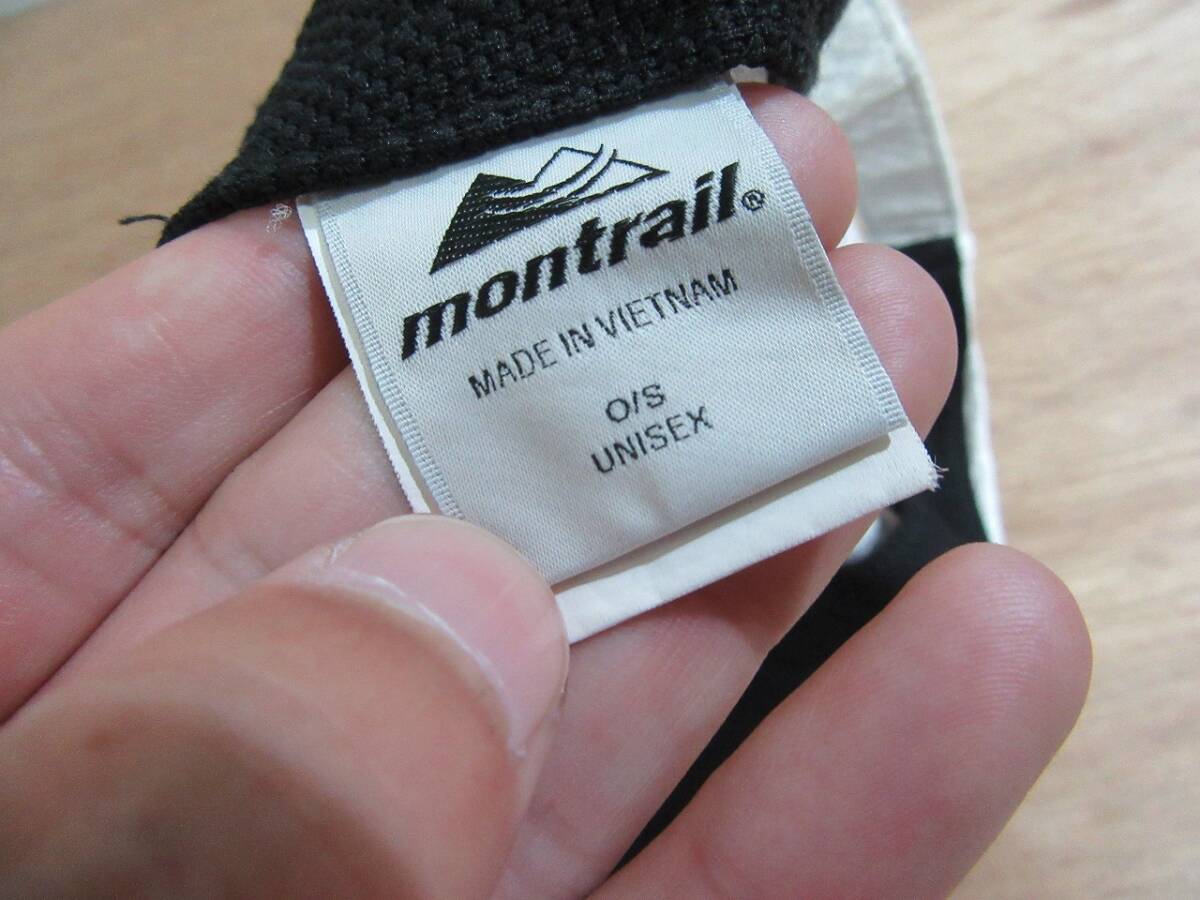 montrail®
MADE IN VIETNAM
O/S
UNISEX